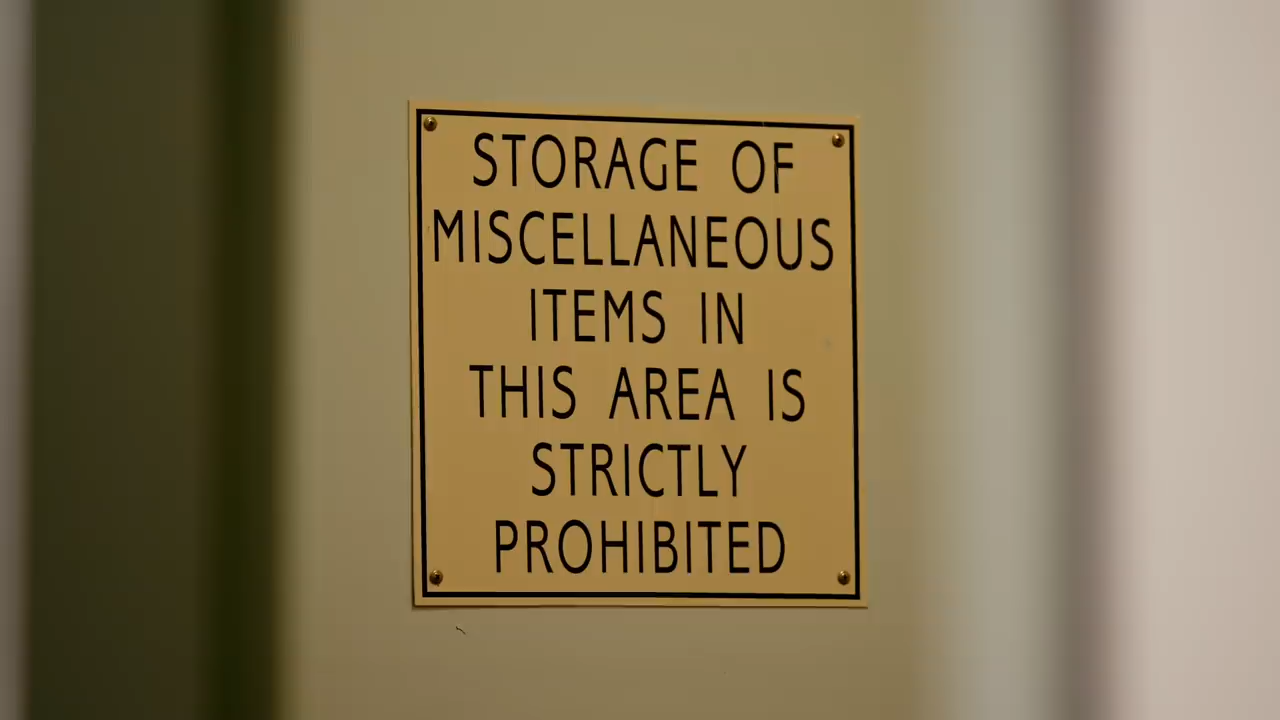 STORAGE OF
MISCELLANEOUS
ITEMS IN
THIS AREA IS
STRICTLY
PROHIBITED